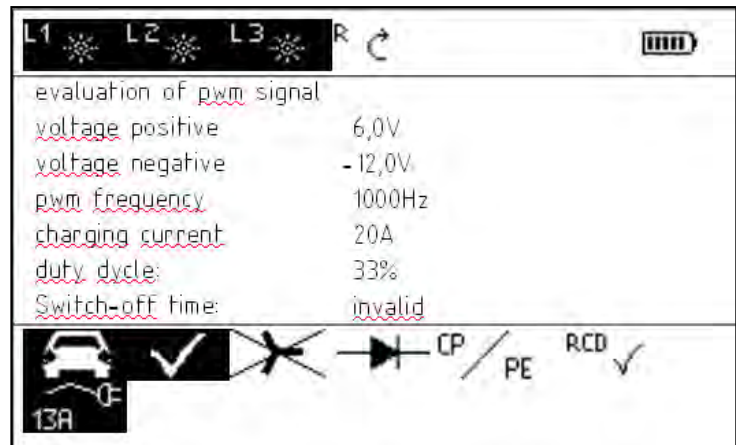 L1 L2 L3 R
evaluation of pwm signal
voltage positive 6,0V
voltage negative -12,0V
pwm frequency 1000Hz
charging current 20A
duty dycle: 33%
Switch-off time: invalid
CP/PE RCD
13A